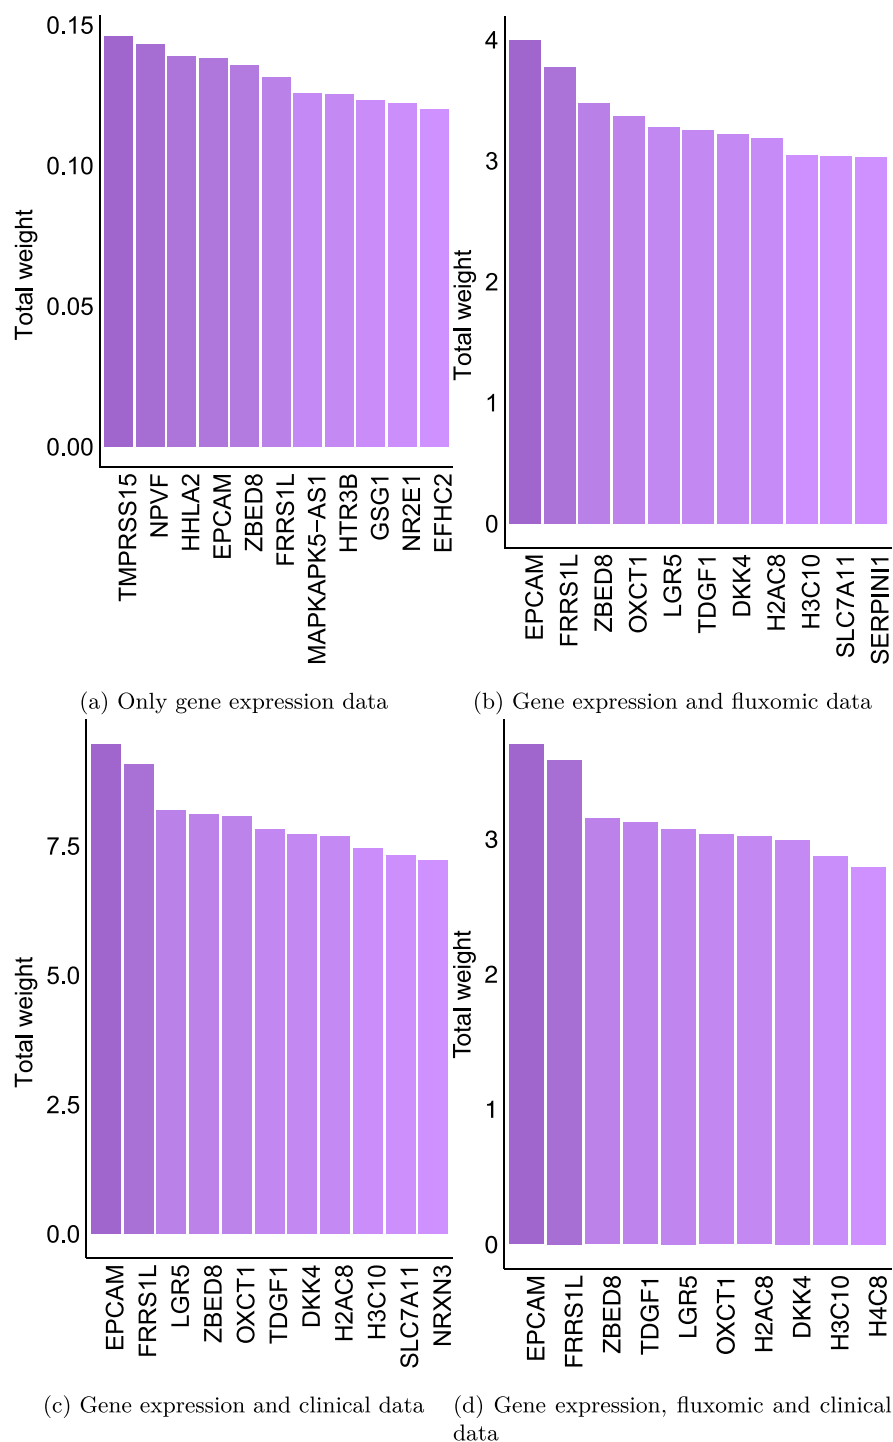 0.15
0.10
0.05
0.00
Total weight
TMPRSS15
NPVF
HHLA2
EPCAM
ZBED8
FRRS1L
MAPKAPK5-AS1
HTR3B
GSG1
NR2E1
EFHC2
(a) Only gene expression data
4
3
2
1
0
Total weight
EPCAM
FRRS1L
ZBED8
OXCT1
LGR5
TDGF1
DKK4
H2AC8
H3C10
SLC7A11
SERPINI1
(b) Gene expression and fluxomic data
7.5
5.0
2.5
0.0
Total weight
EPCAM
FRRS1L
LGR5
ZBED8
OXCT1
TDGF1
DKK4
H2AC8
H3C10
SLC7A11
NRXN3
(c) Gene expression and clinical data
3
2
1
0
Total weight
EPCAM
FRRS1L
ZBED8
TDGF1
LGR5
OXCT1
H2AC8
DKK4
H3C10
H4C8
(d) Gene expression, fluxomic and clinical
data